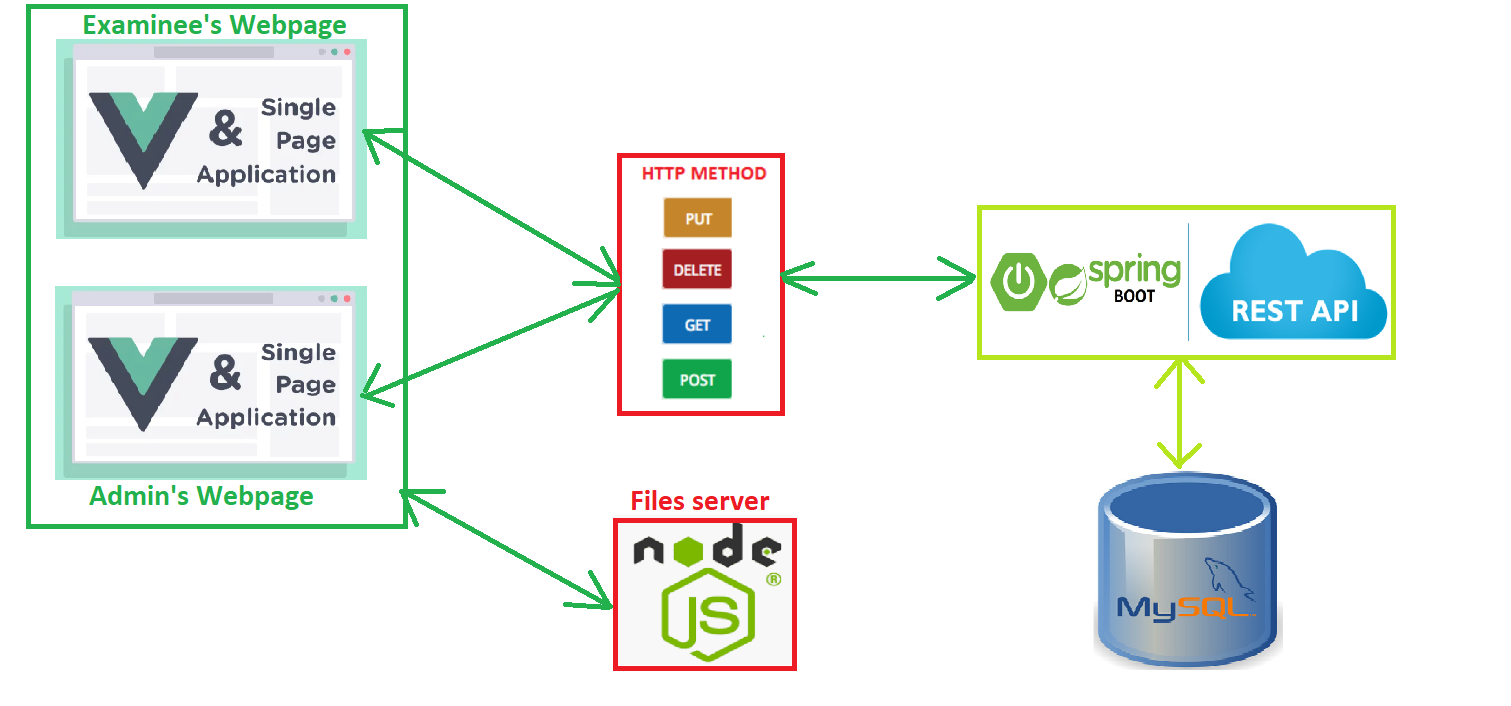 Examinee's Webpage
& Single
Page
Application
& Single
Page
Application
Admin's Webpage
HTTP METHOD
PUT
DELETE
GET
POST
Files server
node
JS
®
spring
BOOT
REST API
MySQL